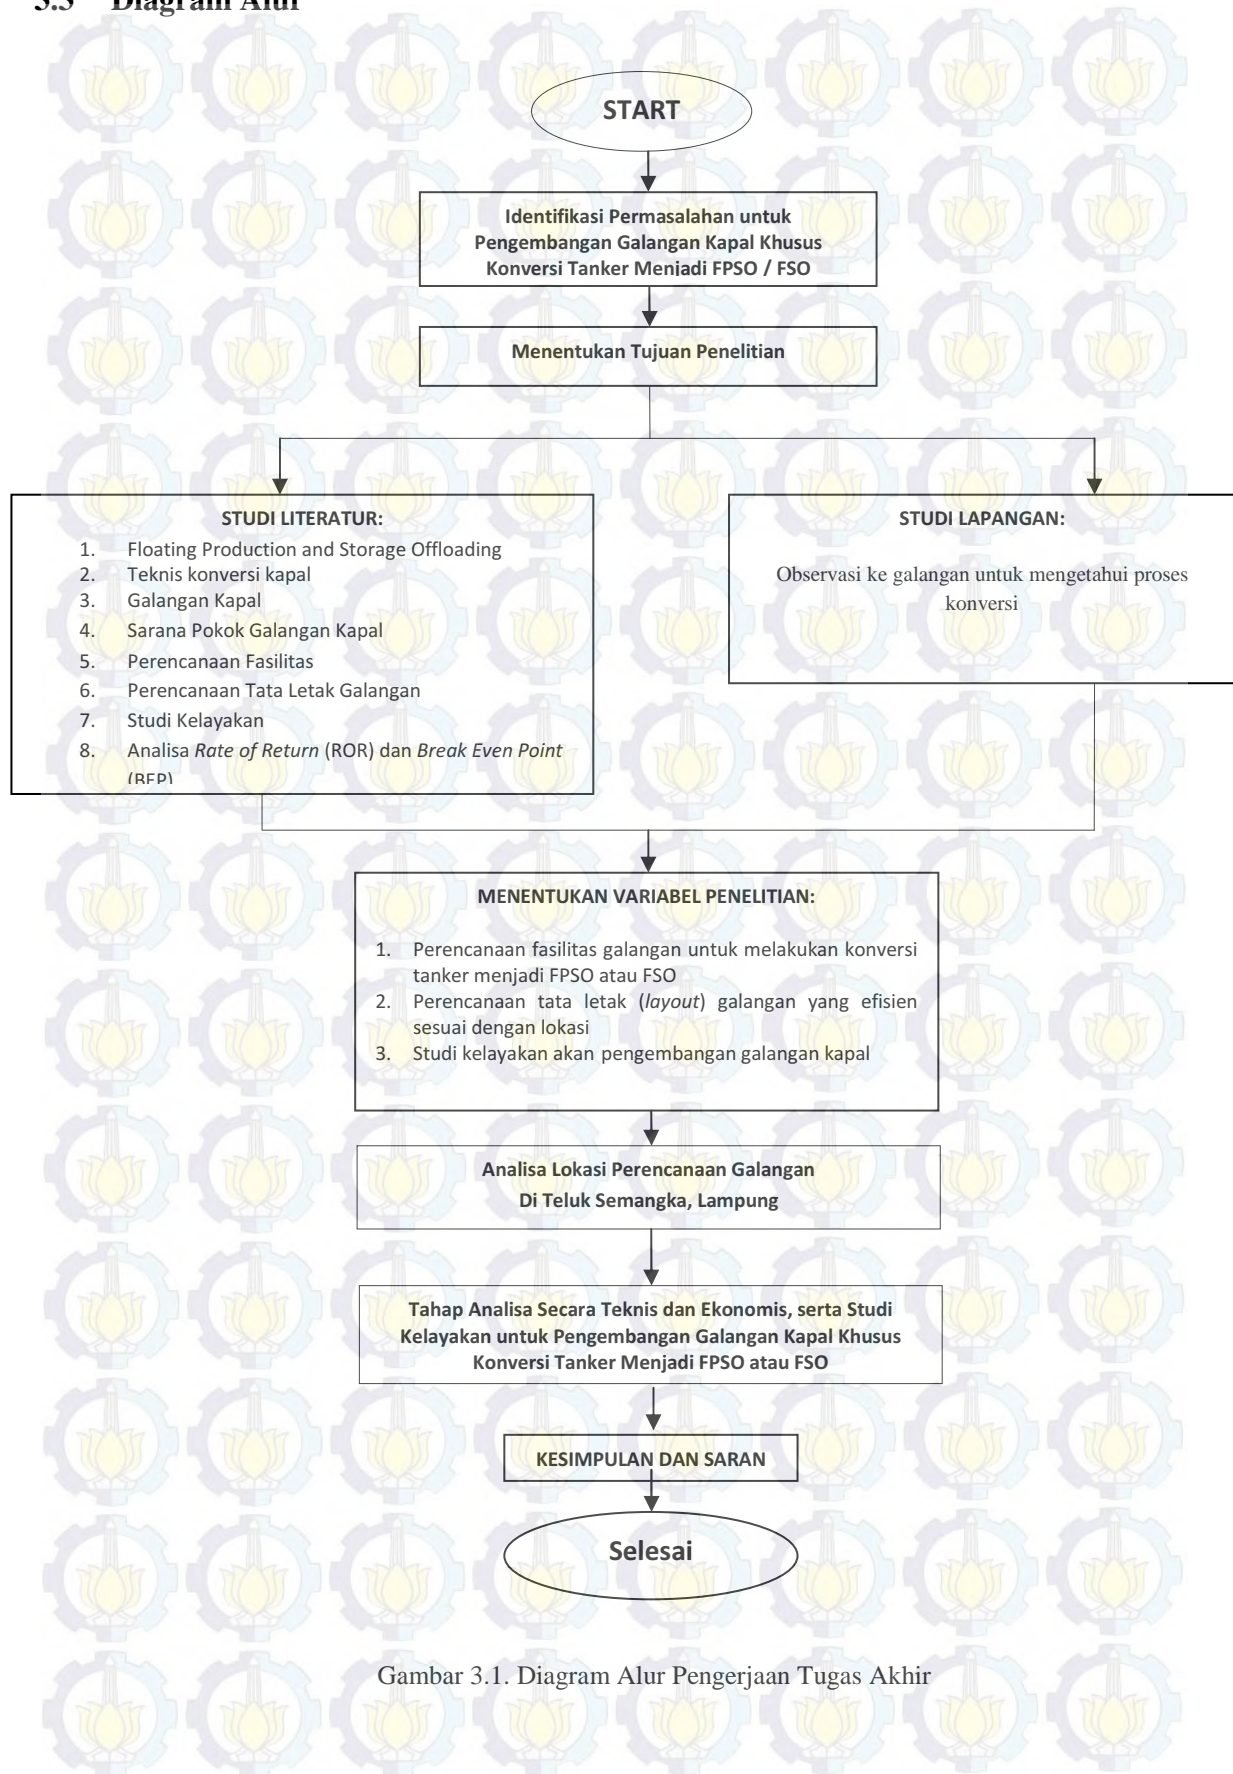 3.3 Diagram Alur
START
Identifikasi Permasalahan untuk
Pengembangan Galangan Kapal Khusus
Konversi Tanker Menjadi FPSO / FSO
Menentukan Tujuan Penelitian
STUDI LITERATUR:
1. Floating Production and Storage Offloading
2. Teknis konversi kapal
3. Galangan Kapal
4. Sarana Pokok Galangan Kapal
5. Perencanaan Fasilitas
6. Perencanaan Tata Letak Galangan
7. Studi Kelayakan
8. Analisa Rate of Return (ROR) dan Break Even Point
(BEP)
STUDI LAPANGAN:
Observasi ke galangan untuk mengetahui proses
konversi
MENENTUKAN VARIABEL PENELITIAN:
1. Perencanaan fasilitas galangan untuk melakukan konversi
tanker menjadi FPSO atau FSO
2. Perencanaan tata letak (layout) galangan yang efisien
sesuai dengan lokasi
3. Studi kelayakan akan pengembangan galangan kapal
Analisa Lokasi Perencanaan Galangan
Di Teluk Semangka, Lampung
Tahap Analisa Secara Teknis dan Ekonomis, serta Studi
Kelayakan untuk Pengembangan Galangan Kapal Khusus
Konversi Tanker Menjadi FPSO atau FSO
KESIMPULAN DAN SARAN
Selesai
Gambar 3.1. Diagram Alur Pengerjaan Tugas Akhir